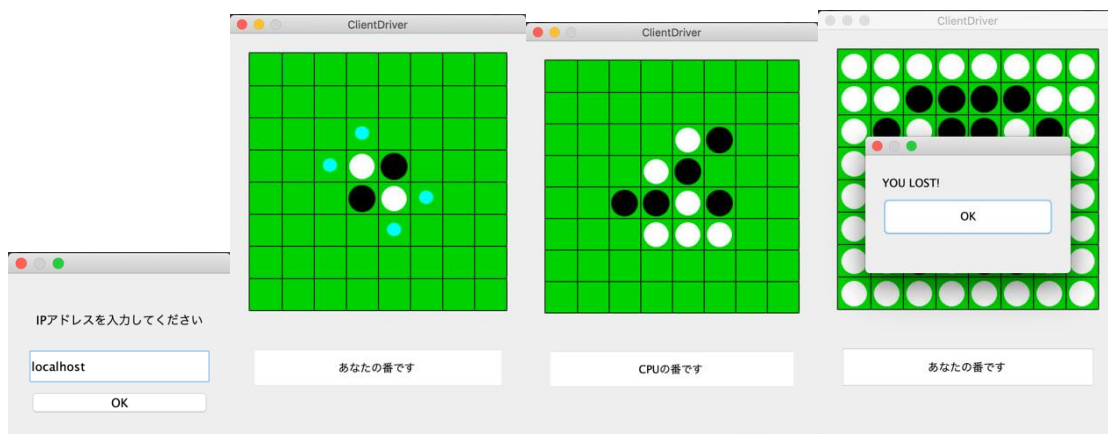 IPアドレスを入力してください
localhost
OK
ClientDriver
あなたの番です
ClientDriver
CPUの番です
ClientDriver
YOU LOST!
OK
あなたの番です